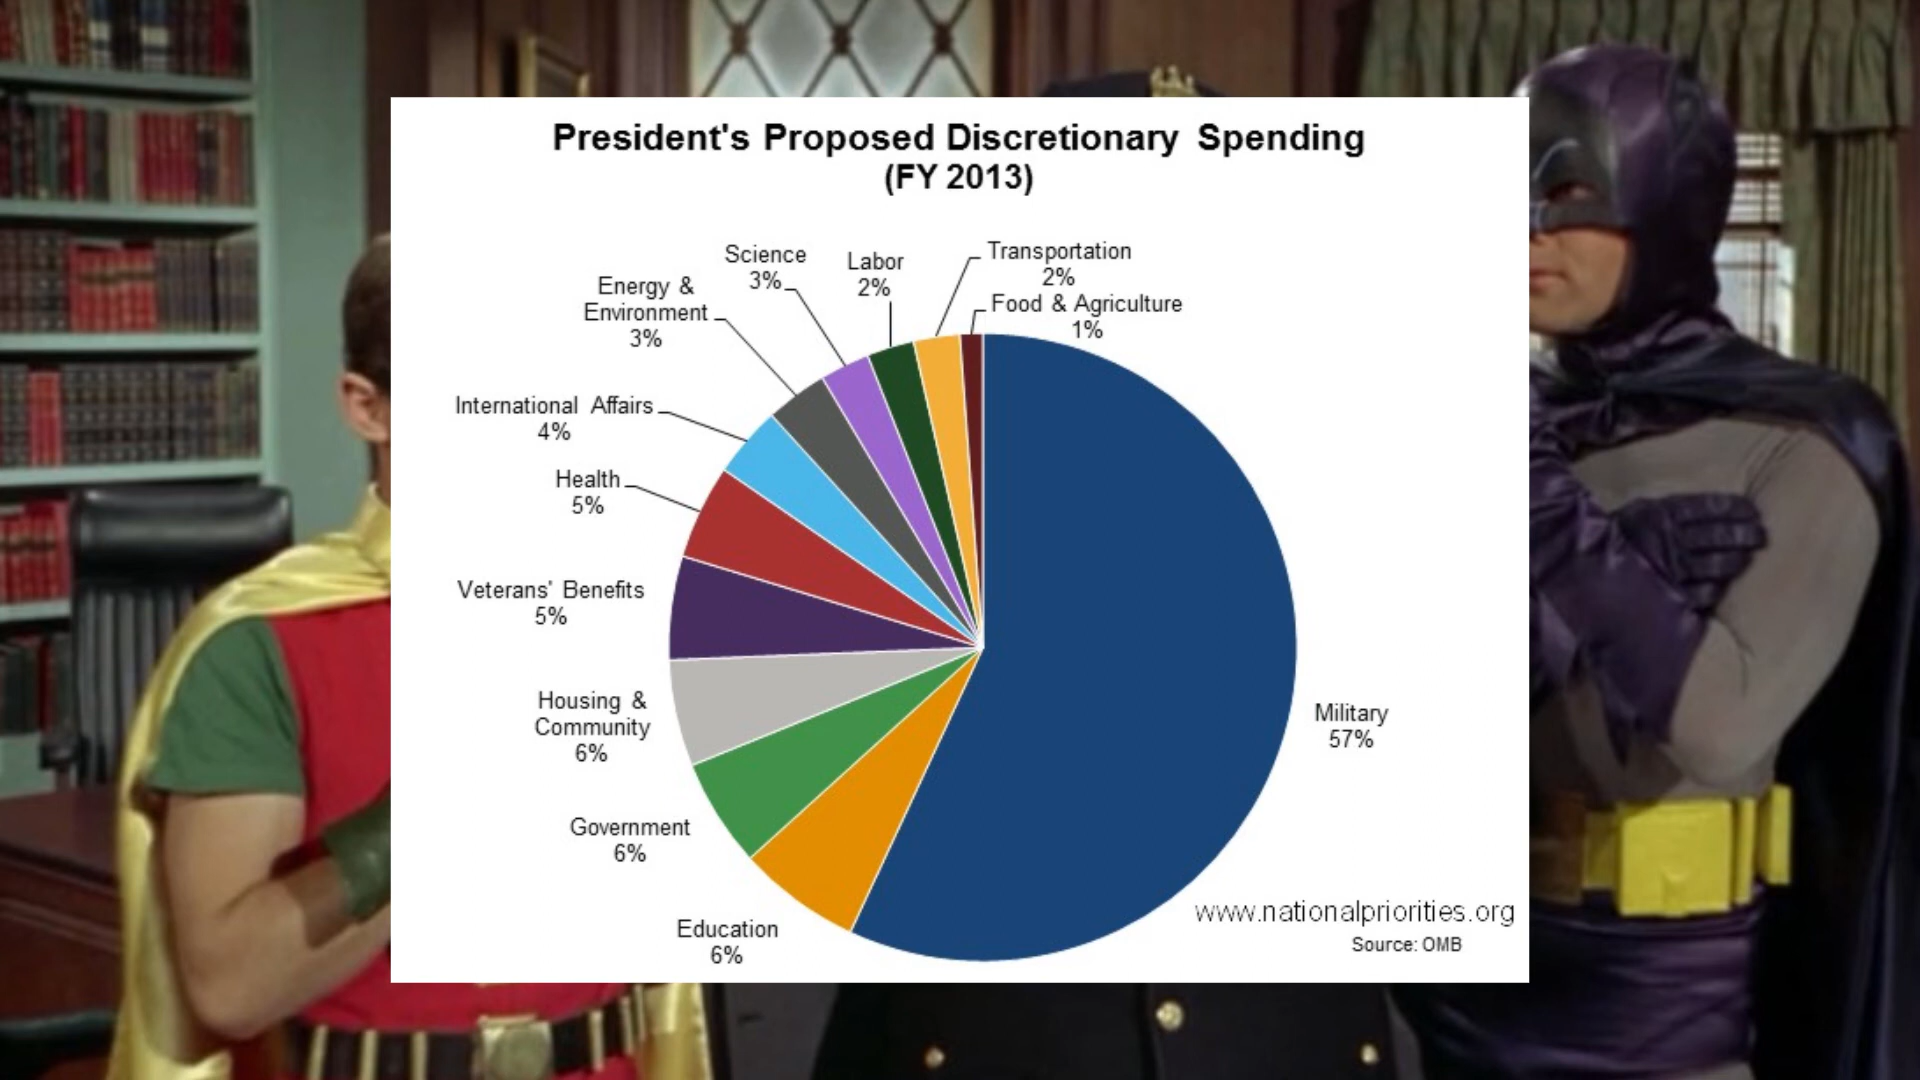 President's Proposed Discretionary Spending
(FY 2013)
Science
3%
Labor
2%
Transportation
2%
Food & Agriculture
1%
Energy &
Environment
3%
International Affairs
4%
Health
5%
Veterans' Benefits
5%
Housing &
Community
6%
Government
6%
Education
6%
Military
57%
www.nationalpriorities.org
Source: OMB